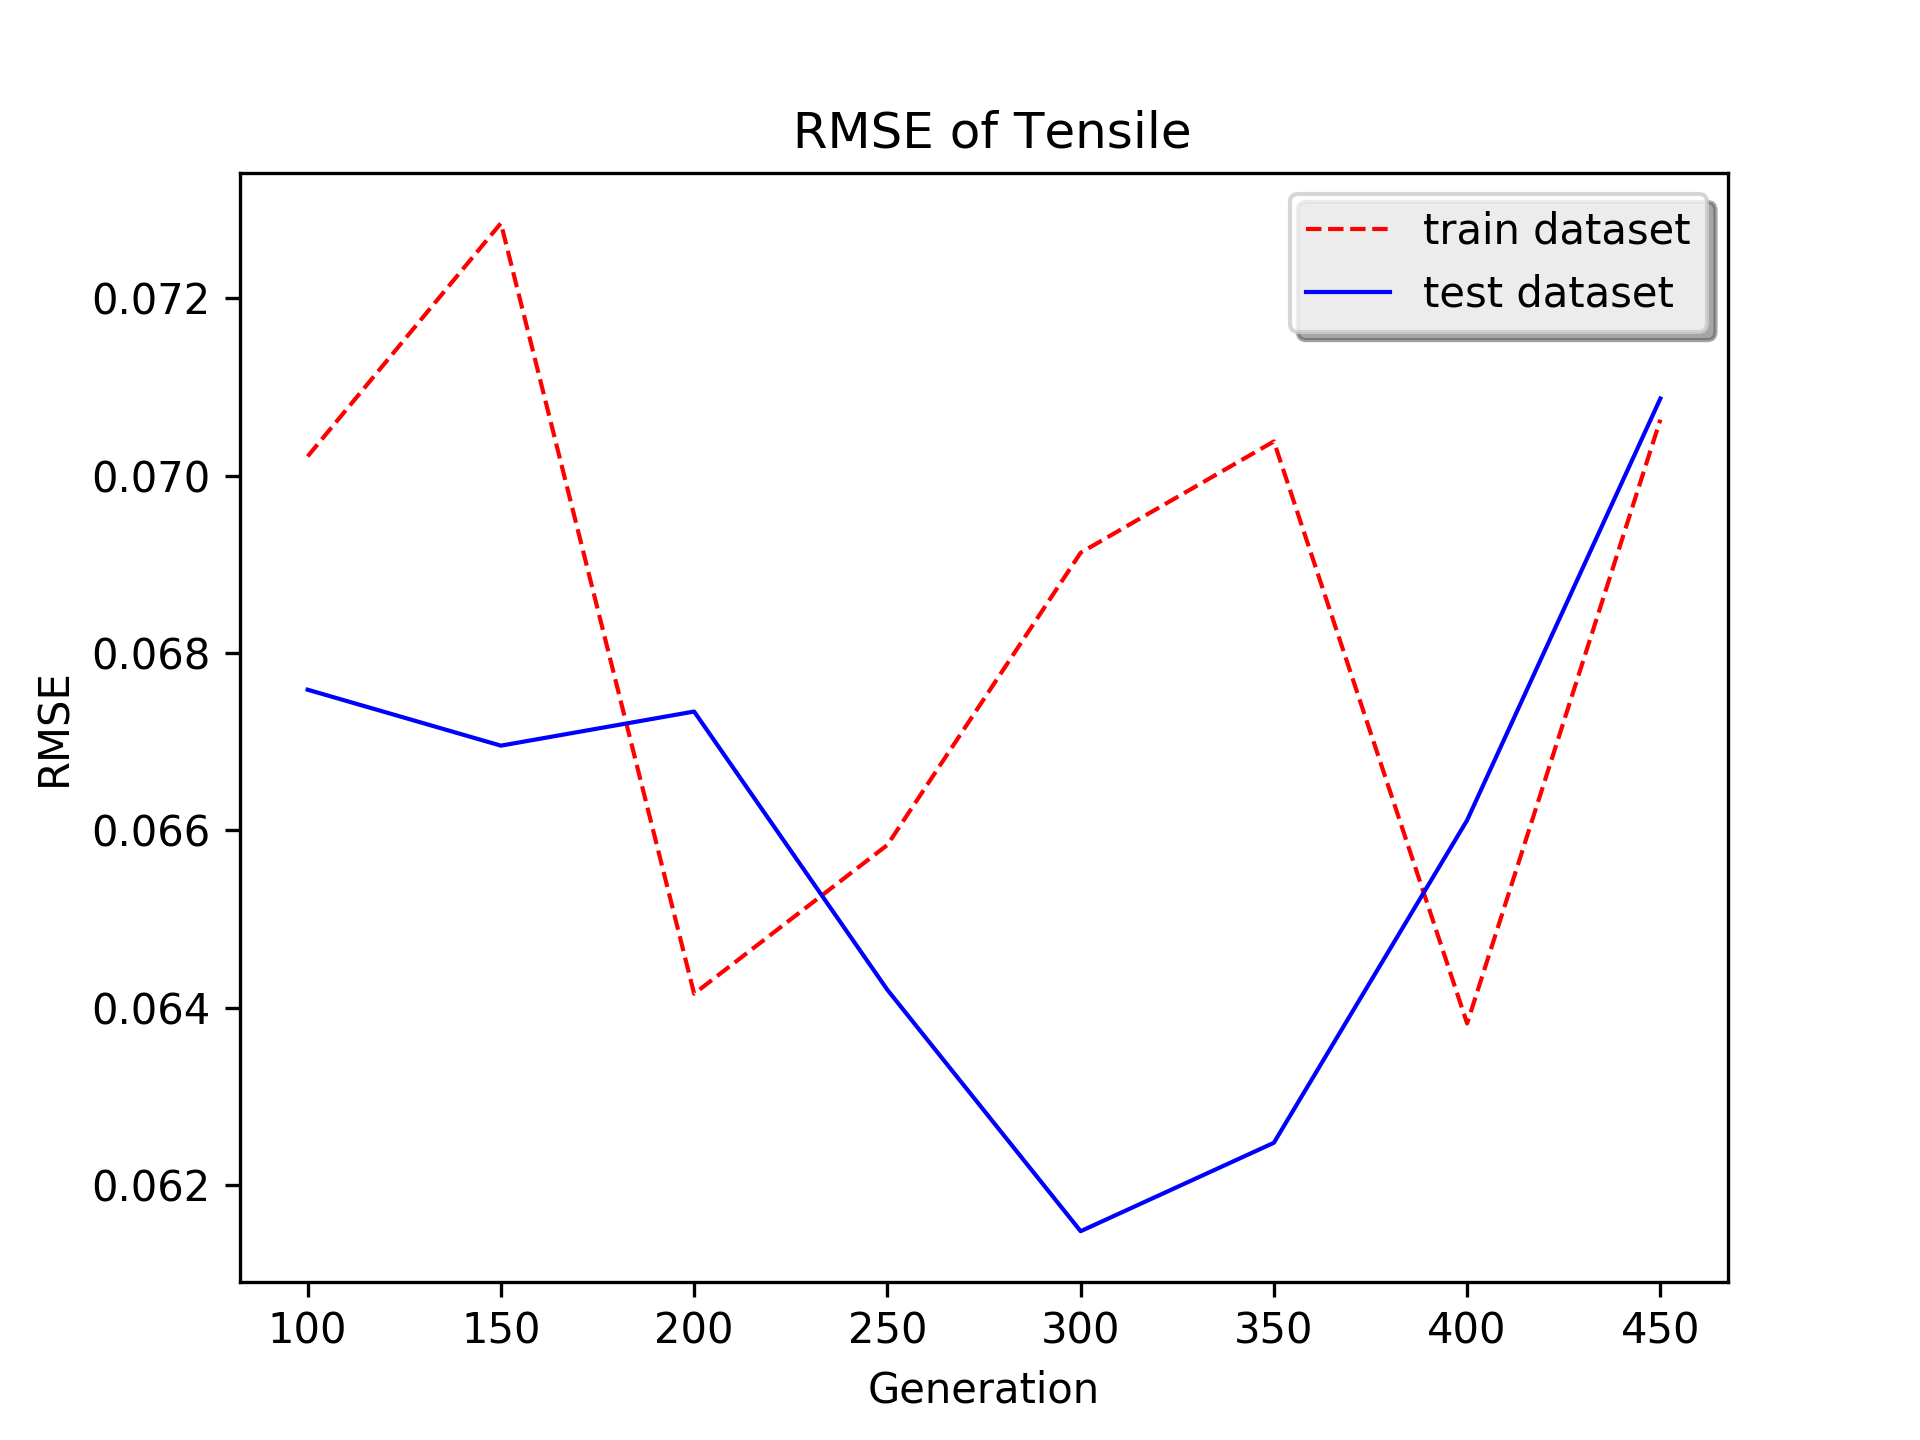 RMSE of Tensile
train dataset
test dataset
0.072
0.070
0.068
0.066
0.064
0.062
RMSE
100 150 200 250 300 350 400 450
Generation